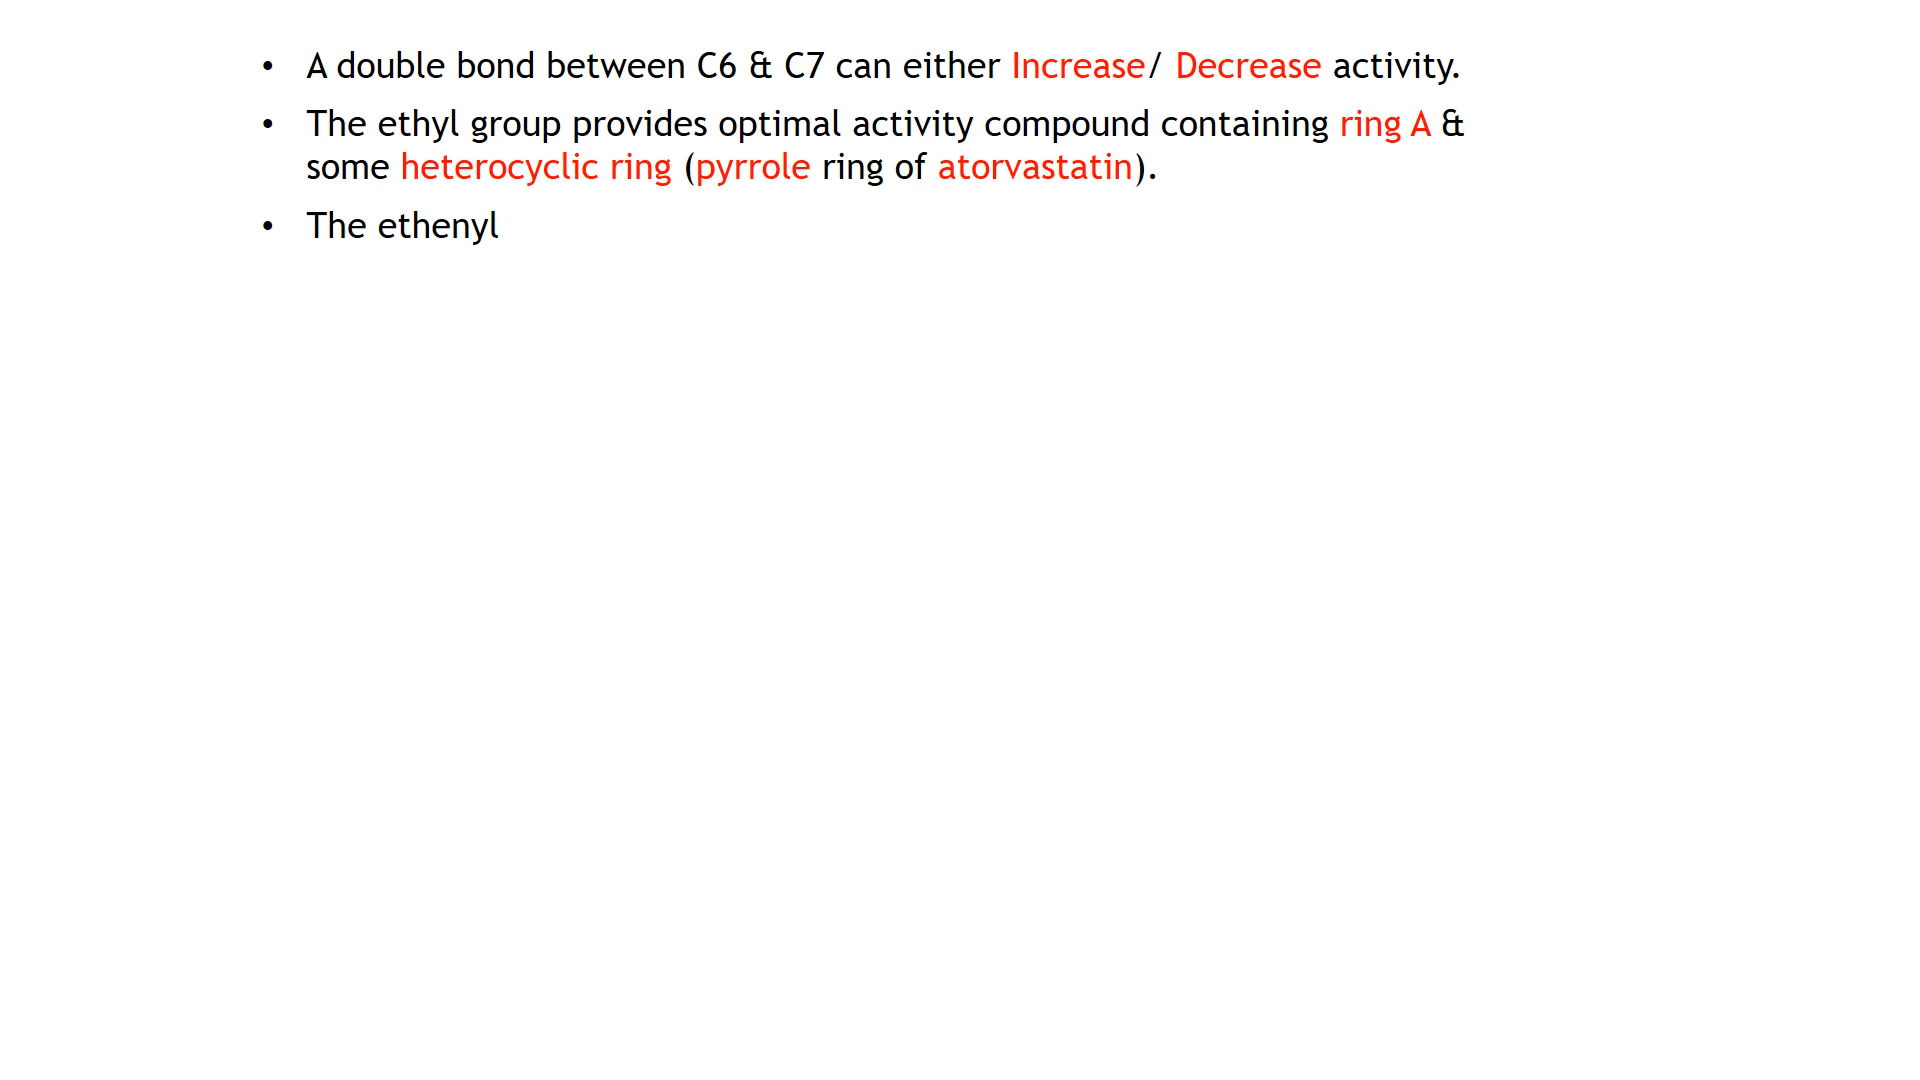 • A double bond between C6 & C7 can either Increase/ Decrease activity.
• The ethyl group provides optimal activity compound containing ring A &
some heterocyclic ring (pyrrole ring of atorvastatin).
• The ethenyl